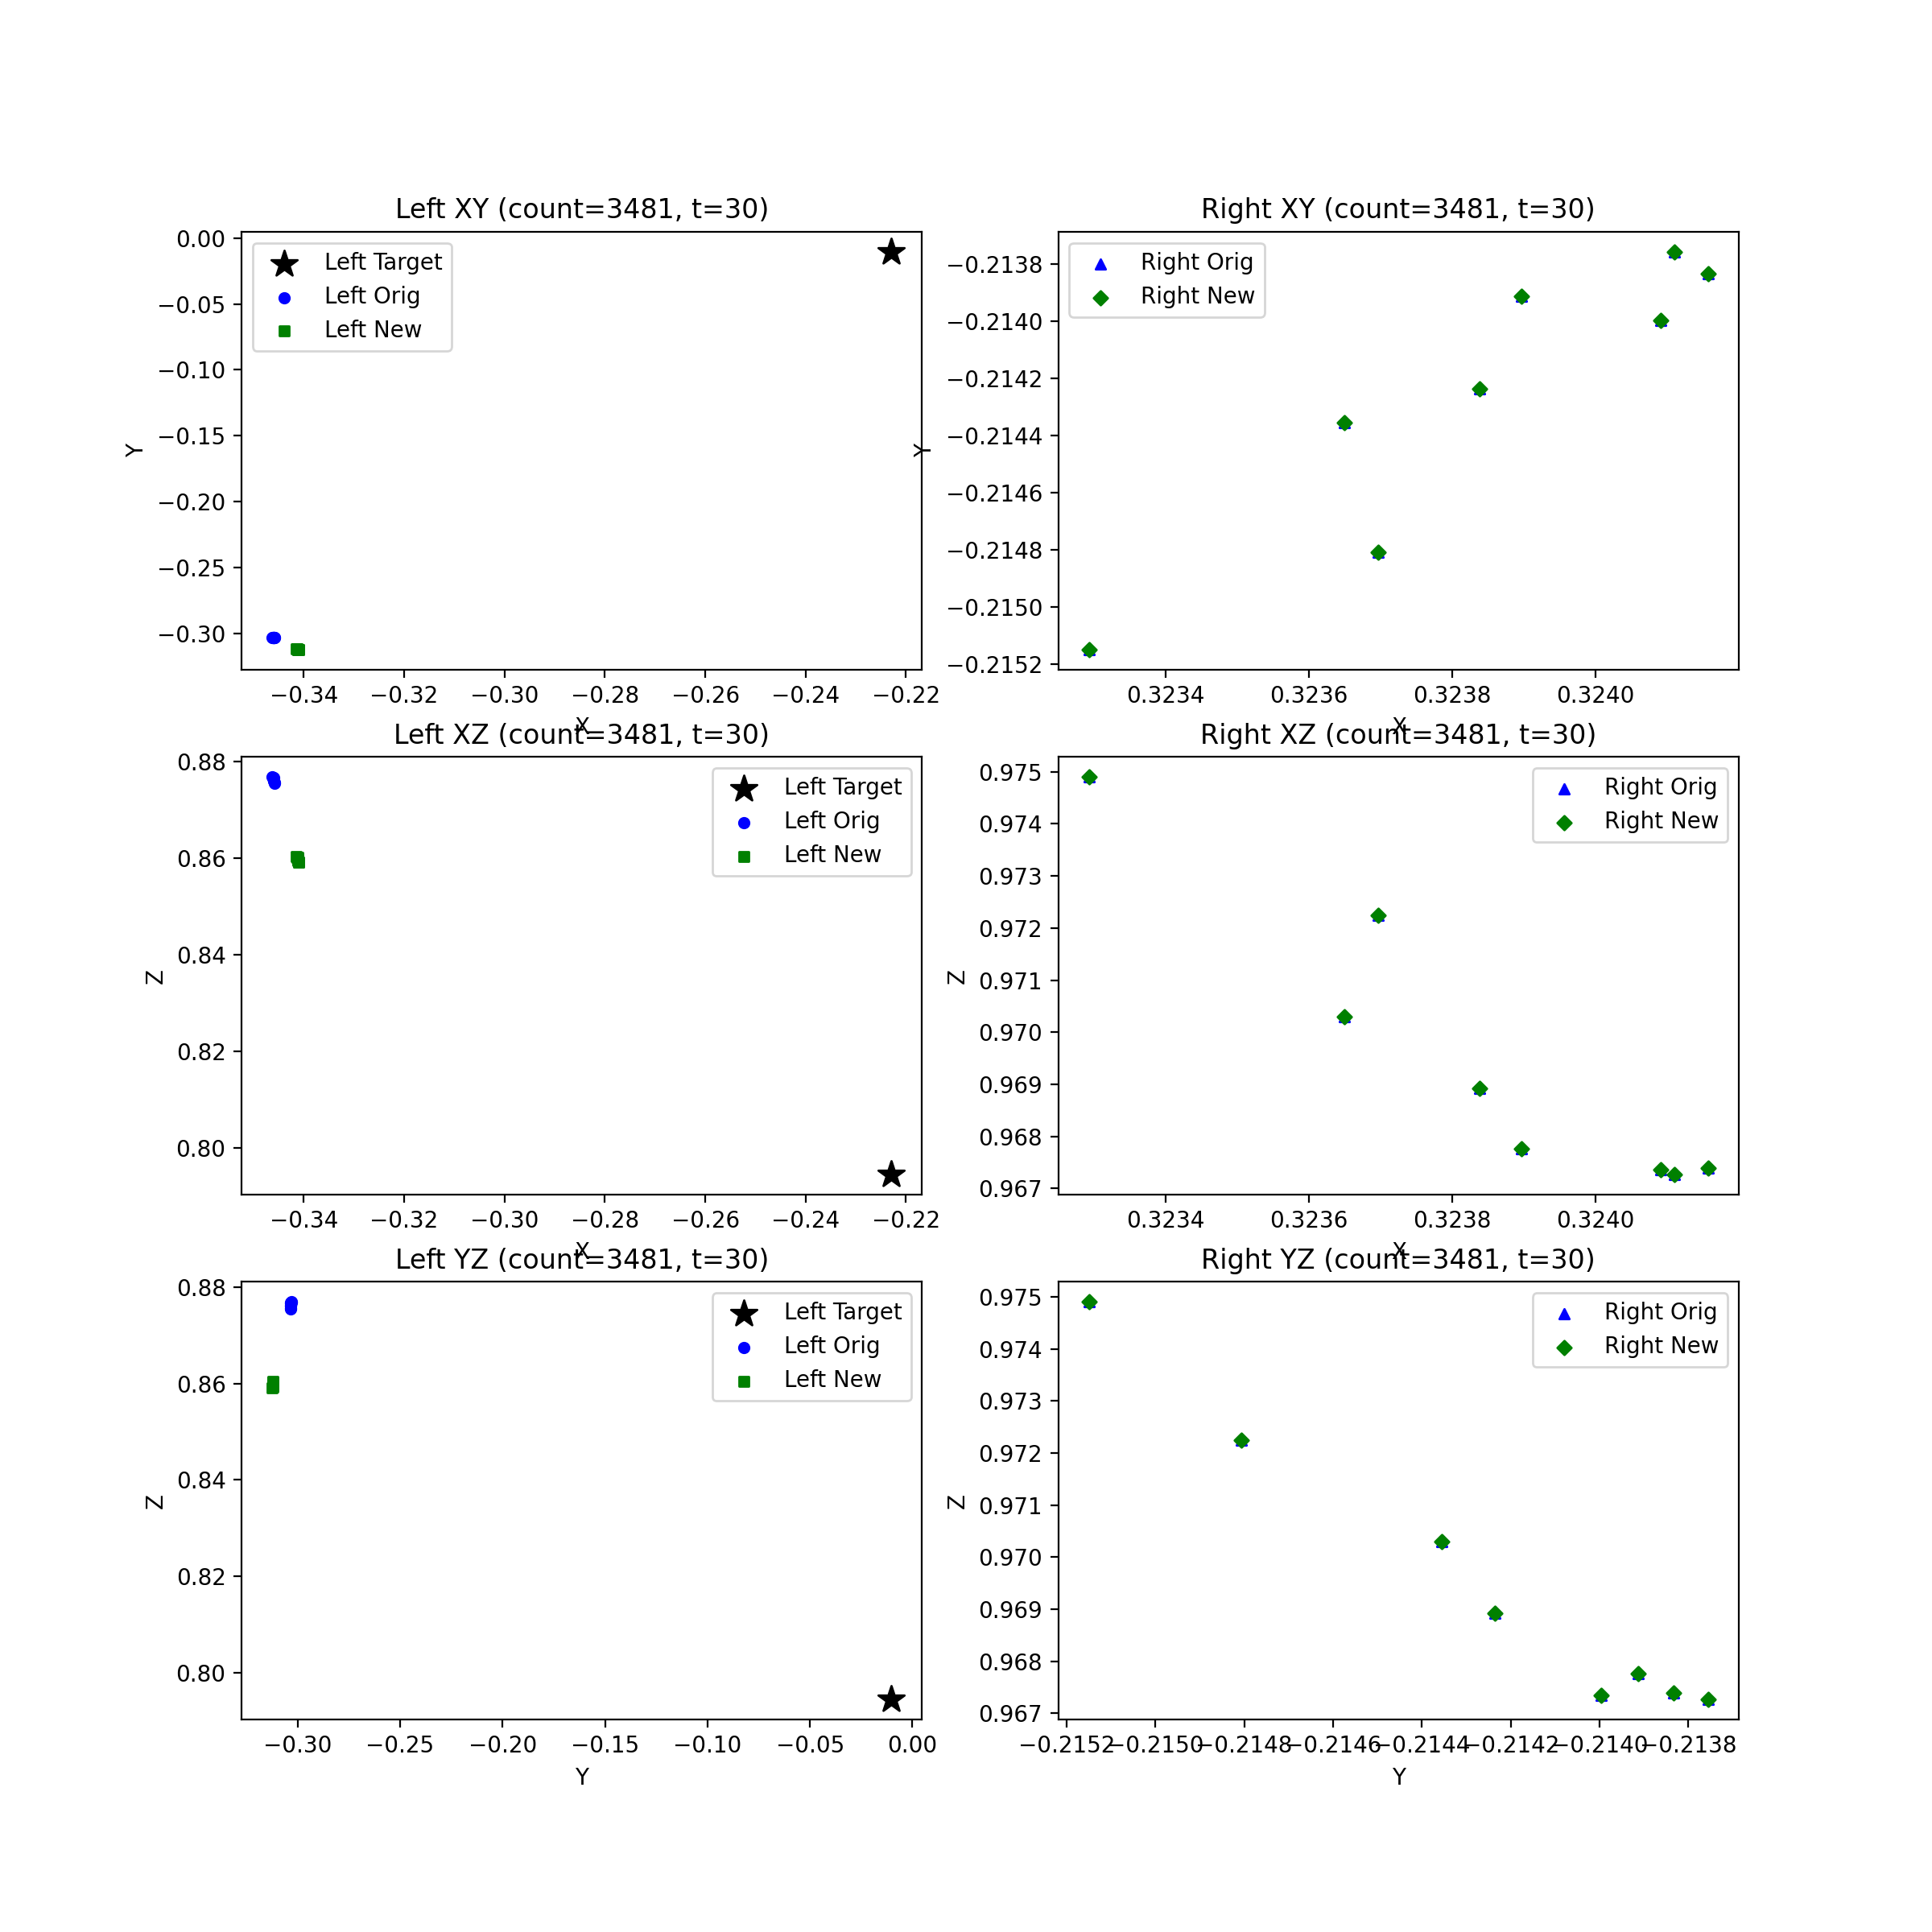 Left XY (count=3481, t=30)
Left Target
Left Orig
Left New
0.00
−0.05
−0.10
−0.15
−0.20
−0.25
−0.30
Y
−0.34
−0.32
−0.30
−0.28
−0.26
−0.24
−0.22
X
Right XY (count=3481, t=30)
Right Orig
Right New
−0.2138
−0.2140
−0.2142
−0.2144
−0.2146
−0.2148
−0.2150
−0.2152
Y
0.3234
0.3236
0.3238
0.3240
X
Left XZ (count=3481, t=30)
Left Target
Left Orig
Left New
0.88
0.86
0.84
0.82
0.80
Z
−0.34
−0.32
−0.30
−0.28
−0.26
−0.24
−0.22
X
Right XZ (count=3481, t=30)
Right Orig
Right New
0.975
0.974
0.973
0.972
0.971
0.970
0.969
0.968
0.967
Z
0.3234
0.3236
0.3238
0.3240
X
Left YZ (count=3481, t=30)
Left Target
Left Orig
Left New
0.88
0.86
0.84
0.82
0.80
Z
−0.30
−0.25
−0.20
−0.15
−0.10
−0.05
0.00
Y
Right YZ (count=3481, t=30)
Right Orig
Right New
0.975
0.974
0.973
0.972
0.971
0.970
0.969
0.968
0.967
Z
−0.2152
−0.2150
−0.2148
−0.2146
−0.2144
−0.2142
−0.2140
−0.2138
Y